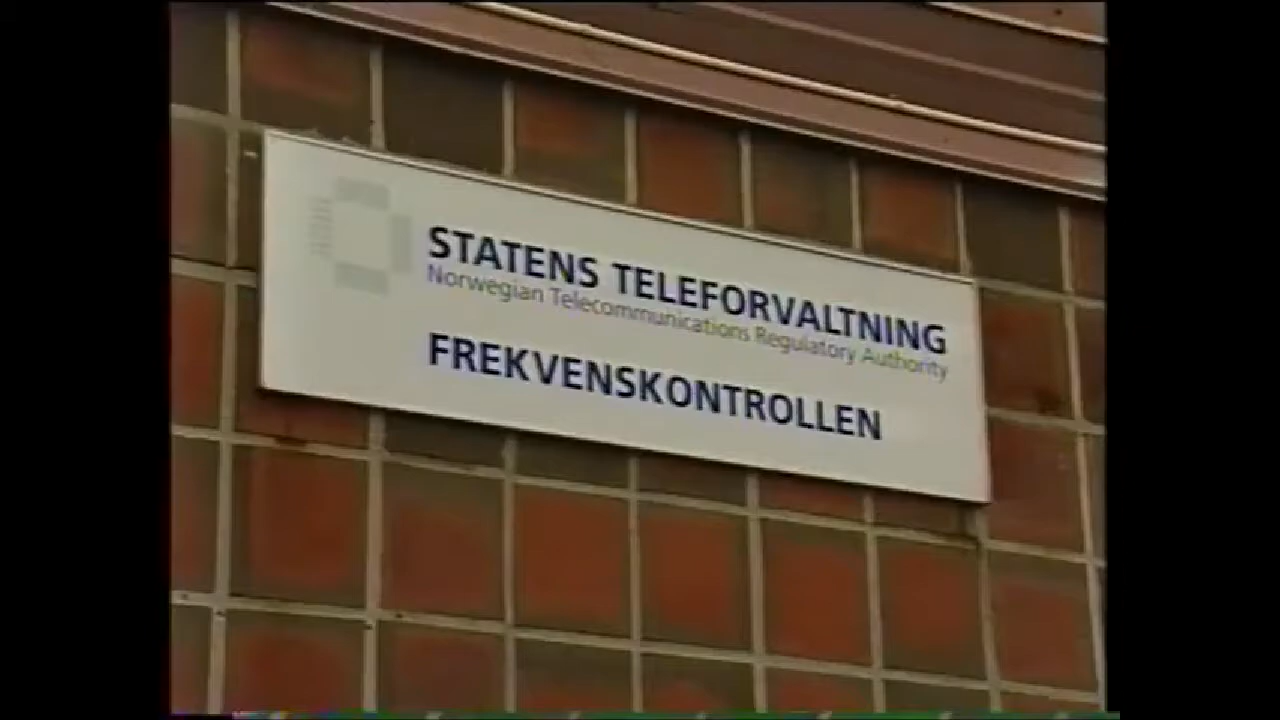 STATENS TELEFORVALTNING
Norwegian Telecommunications Regulatory Authority
FREKVENSKONTROLLEN